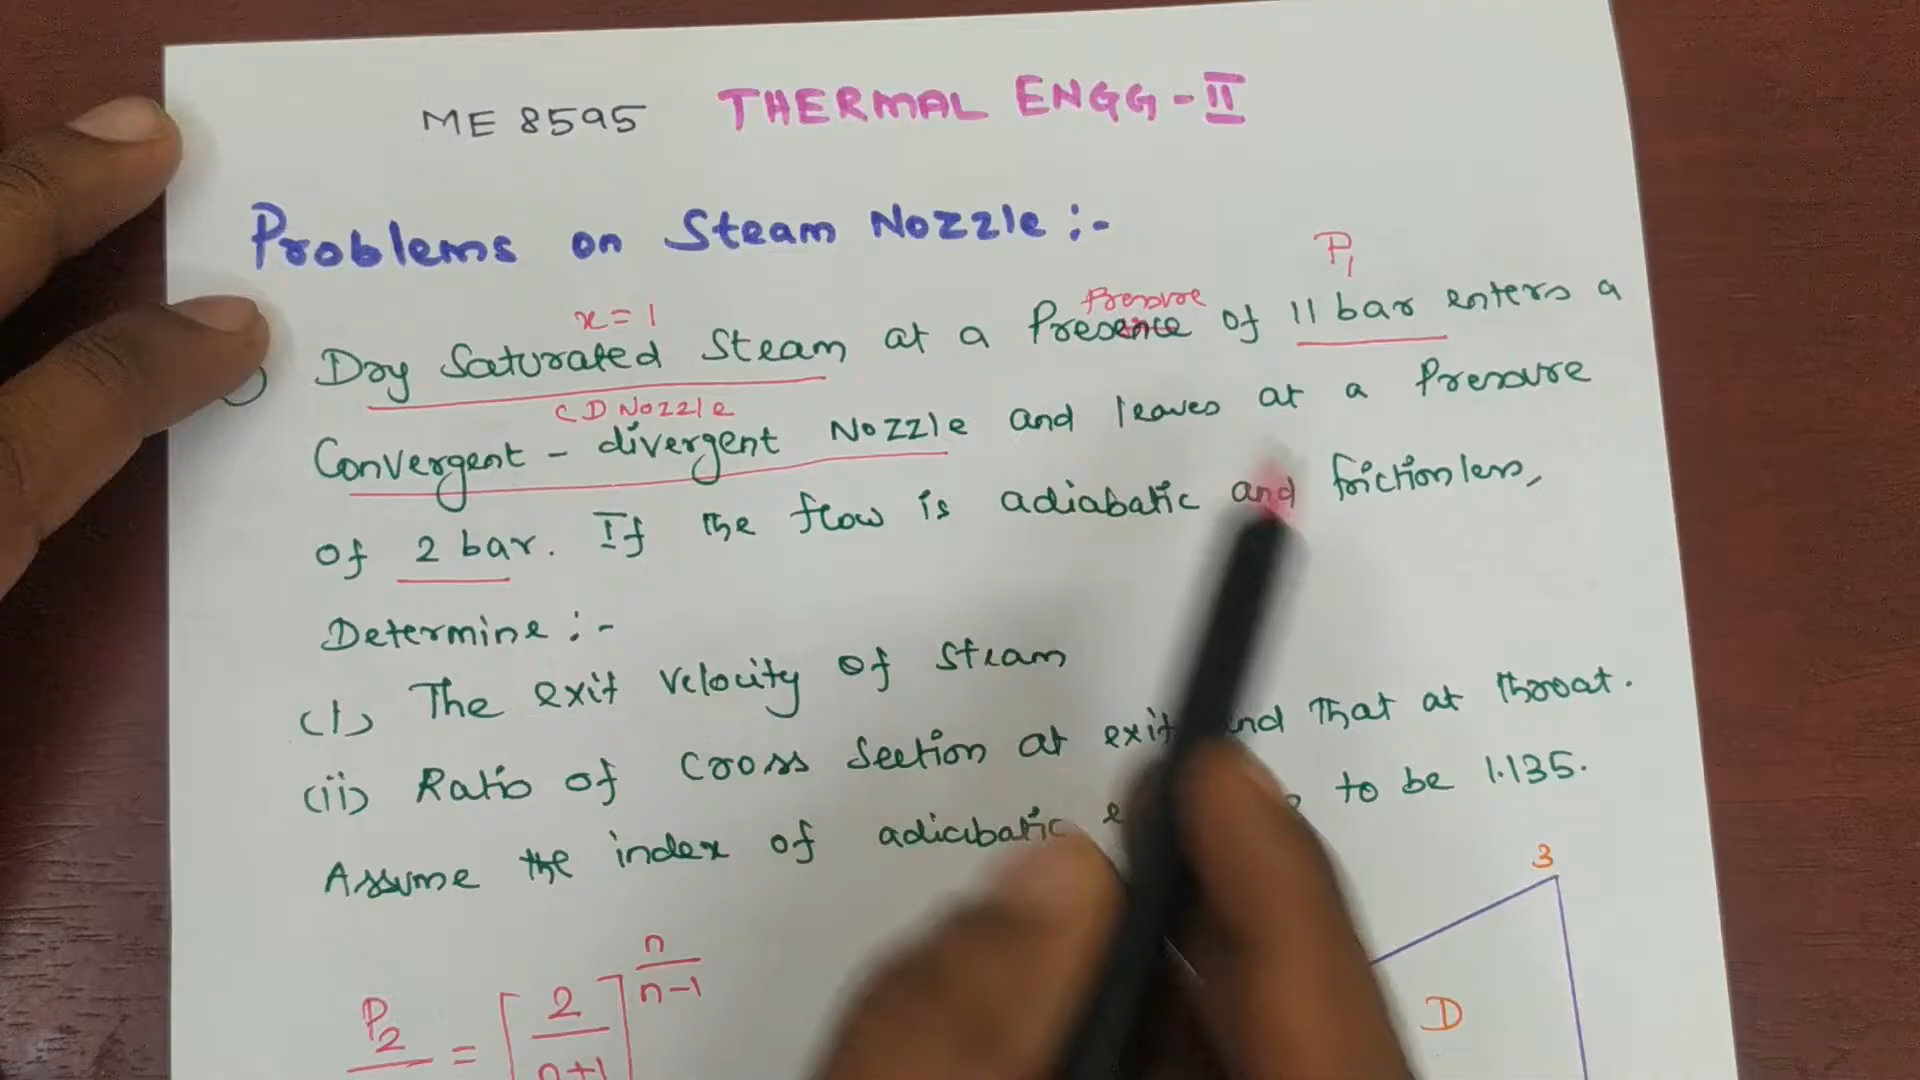 ME 8595 THERMAL ENGG - II
Problems on Steam Nozzle :-
P1
x = 1 Pressure
Dry Saturated Steam at a Presence of 11 bar enters a
CD Nozzle
Convergent - divergent Nozzle and leaves at a Pressure
of 2 bar. If the flow is adiabatic and frictionless,
Determine :-
(i) The exit velocity of steam
(ii) Ratio of cross section at exit and that at throat.
Assume the index of adiabatic to be 1.135.
3
P2 = [2 / n+1] n / n-1
D